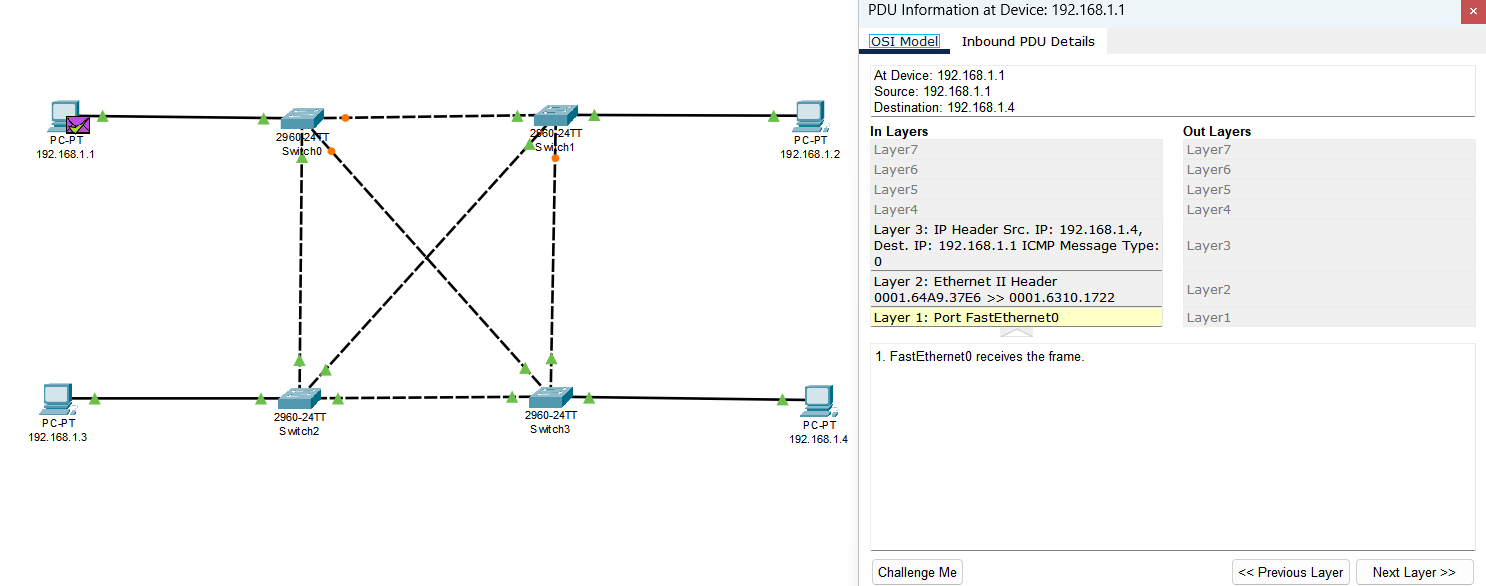 PDU Information at Device: 192.168.1.1
OSI Model
Inbound PDU Details
At Device: 192.168.1.1
Source: 192.168.1.1
Destination: 192.168.1.4
In Layers
Layer7
Layer6
Layer5
Layer4
Layer 3: IP Header Src. IP: 192.168.1.4,
Dest. IP: 192.168.1.1 ICMP Message Type:
0
Layer 2: Ethernet II Header
0001.64A9.37E6 >> 0001.6310.1722
Layer 1: Port FastEthernet0
Out Layers
Layer7
Layer6
Layer5
Layer4
Layer3
Layer2
Layer1
1. FastEthernet0 receives the frame.
Challenge Me
<< Previous Layer
Next Layer >>
PC-PT
192.168.1.1
2960-24TT
Switch0
2960-24TT
Switch1
PC-PT
192.168.1.2
PC-PT
192.168.1.3
2960-24TT
Switch2
2960-24TT
Switch3
PC-PT
192.168.1.4